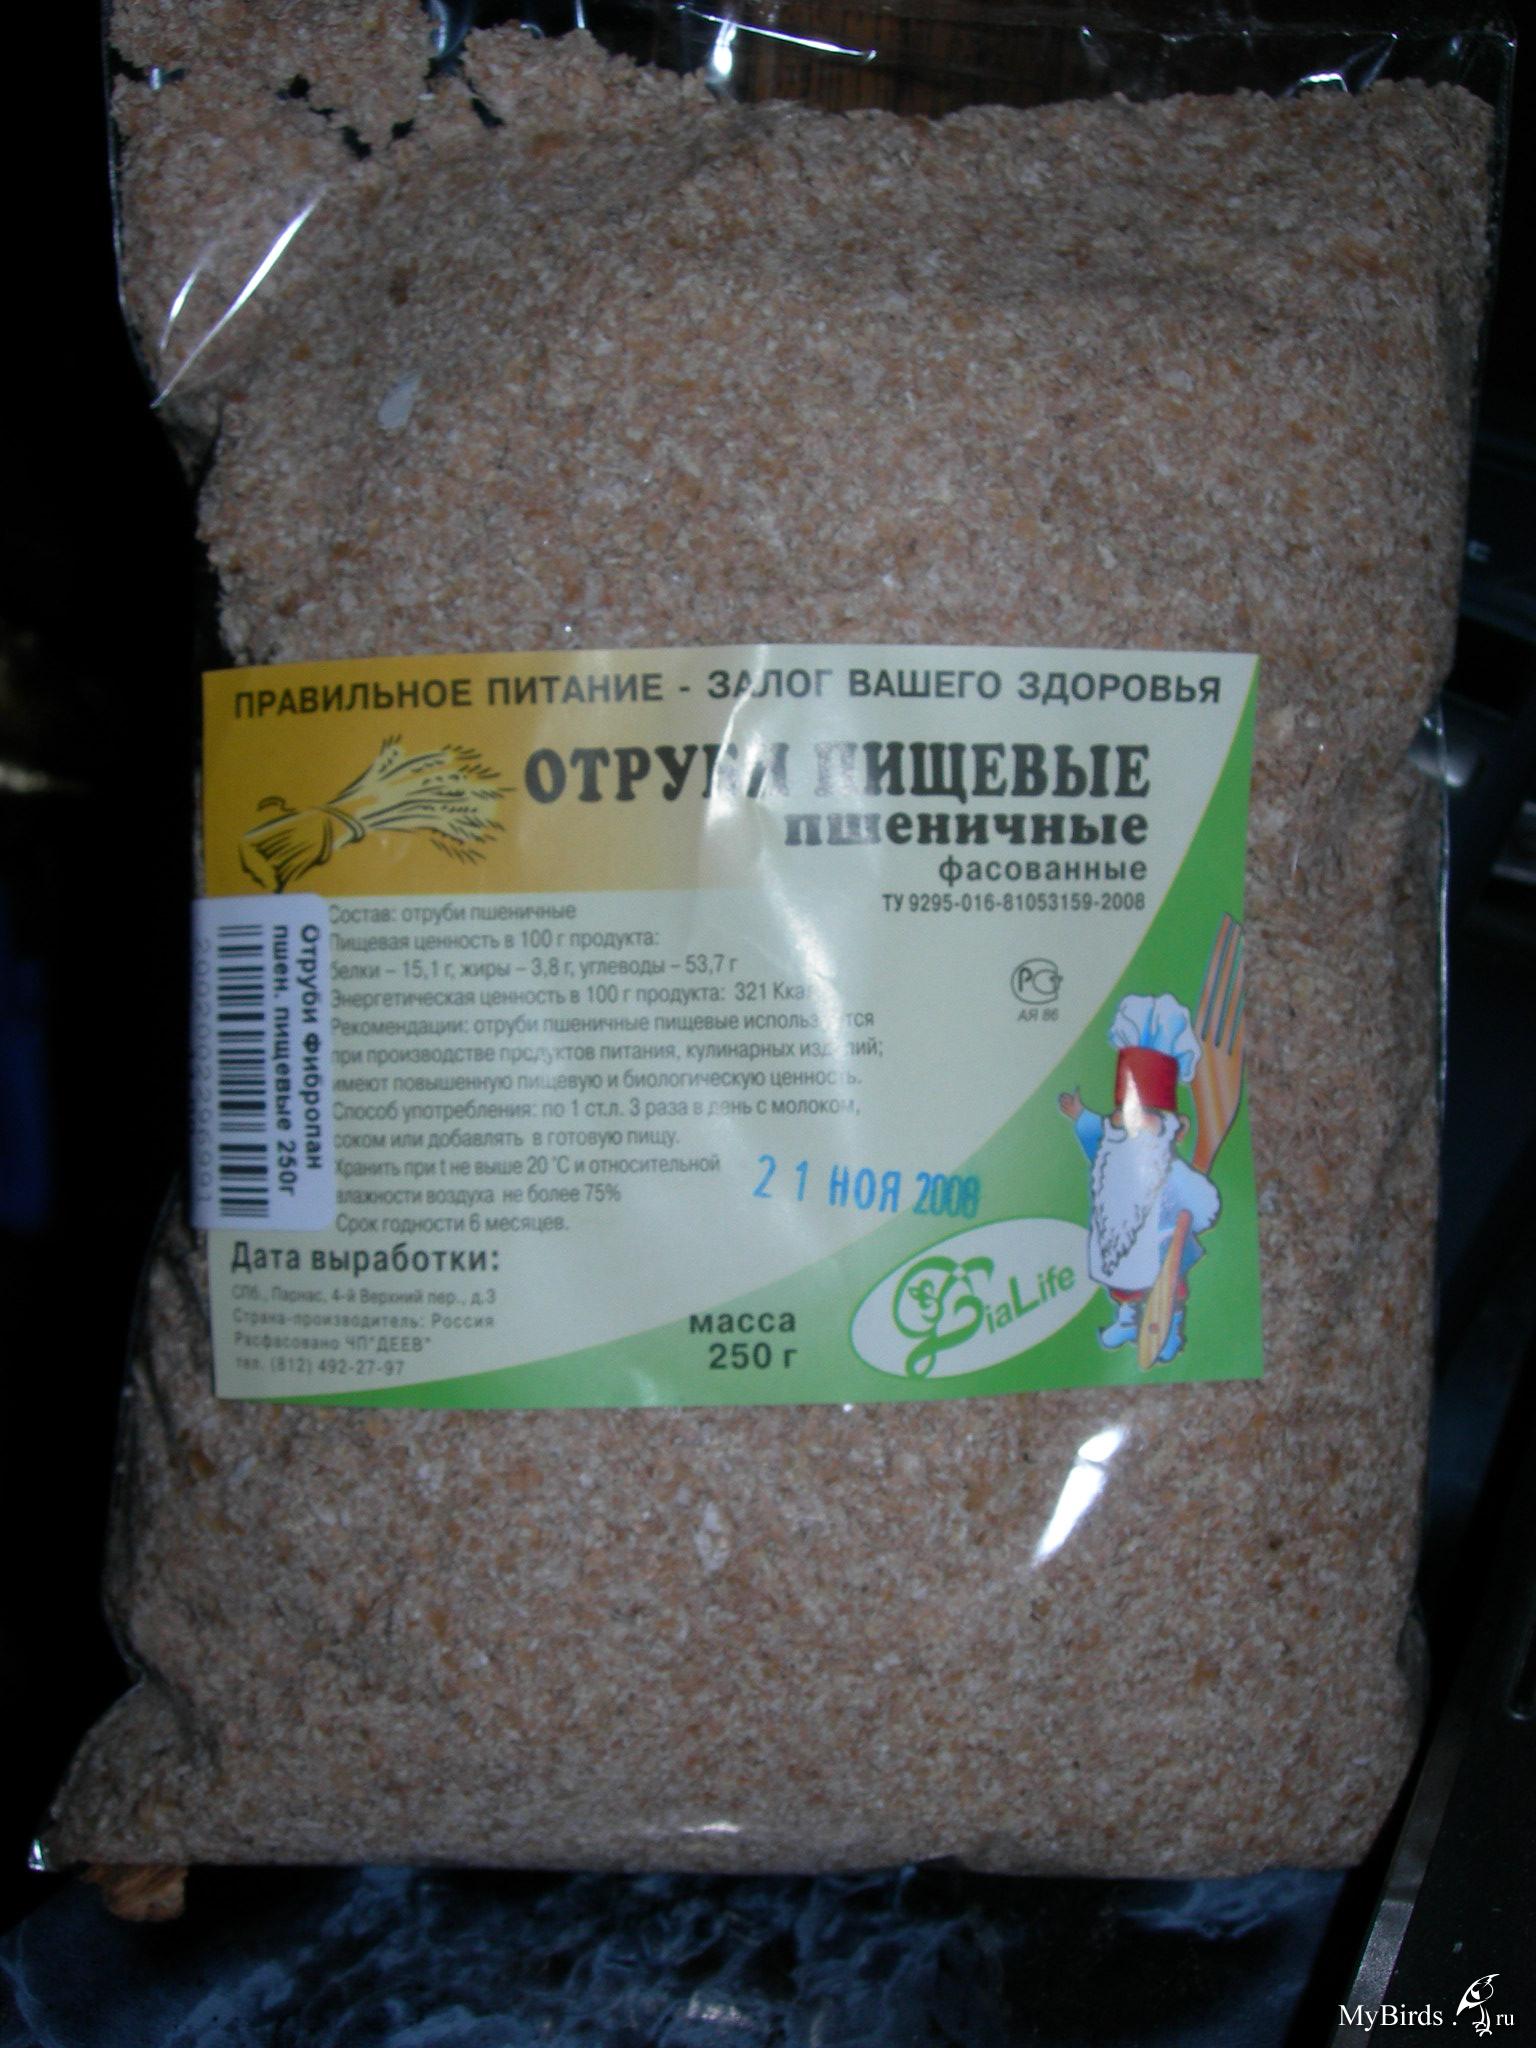 ПРАВИЛЬНОЕ ПИТАНИЕ - ЗАЛОГ ВАШЕГО ЗДОРОВЬЯ
ОТРУБИ ПИЩЕВЫЕ
пшеничные
фасованные
ТУ 9295-016-81053159-2008
Состав: отруби пшеничные
Пищевая ценность в 100 г продукта:
белки – 15,1 г, жиры – 3,8 г, углеводы – 53,7 г
Энергетическая ценность в 100 г продукта: 321 Ккал
Рекомендации: отруби пшеничные пищевые используются
при производстве продуктов питания, кулинарных изделий;
имеют повышенную пищевую и биологическую ценность.
Способ употребления: по 1 ст.л. 3 раза в день с молоком,
соком или добавлять в готовую пищу.
Хранить при t не выше 20 °C и относительной
влажности воздуха не более 75%
Срок годности 6 месяцев.
РСТ
АЯ 86
Отруби Фибропан
пшен. пищевые 250г
21 НОЯ 2008
Дата выработки:
СПб., Парнас, 4-й Верхний пер., д.3
Страна-производитель: Россия
Расфасовано ЧП"ДЕЕВ"
тел. (812) 492-27-97
масса
250 г
DiaLife
MyBirds.ru